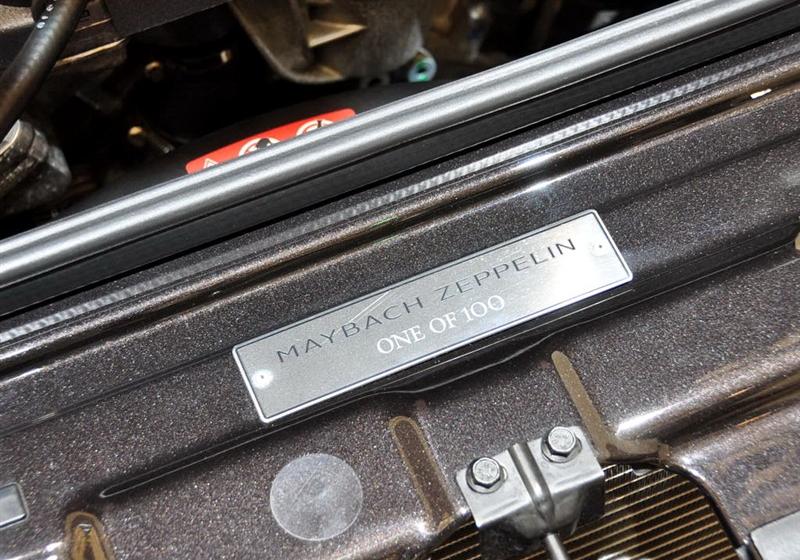 MAYBACH ZEPPELIN
ONE OF 100